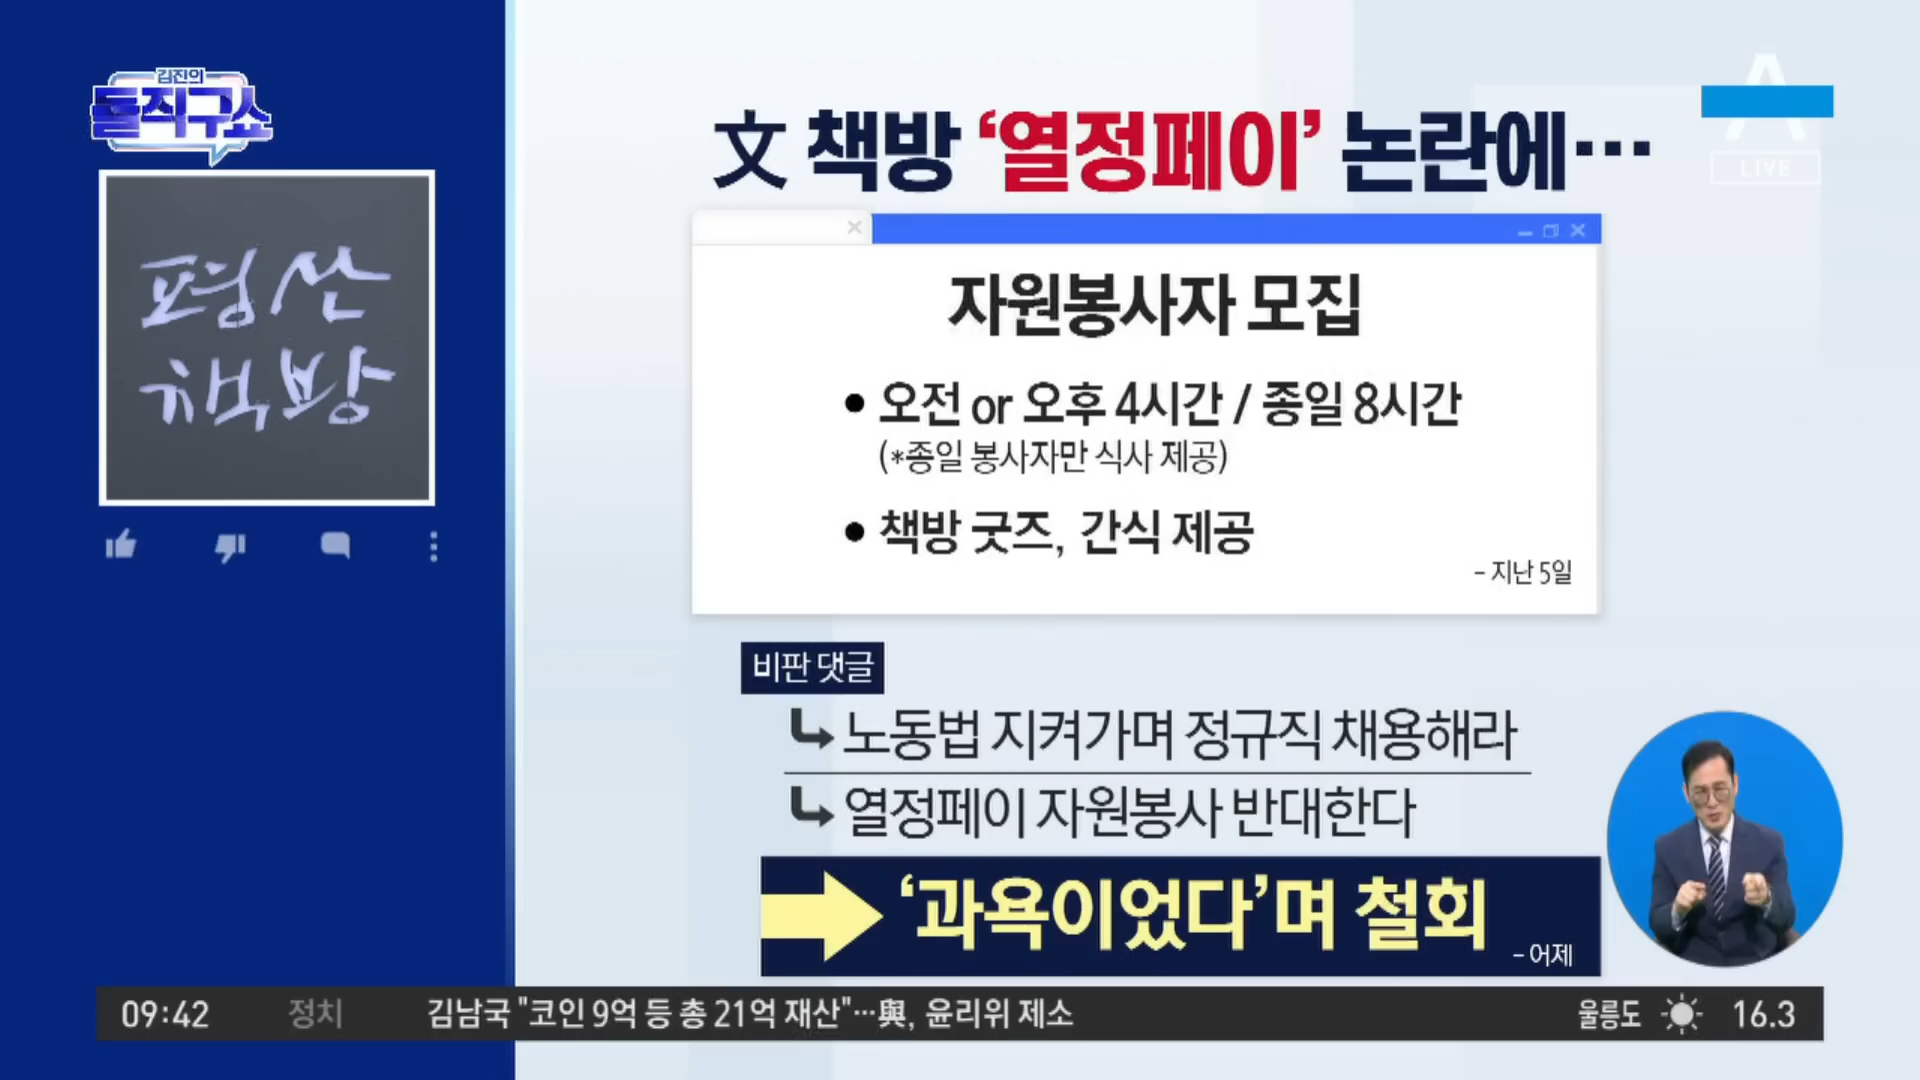 김진의
돌직구쇼
평산
책방
文 책방 ‘열정페이’ 논란에…
A
LIVE
자원봉사자 모집
• 오전 or 오후 4시간 / 종일 8시간
(*종일 봉사자만 식사 제공)
• 책방 굿즈, 간식 제공
– 지난 5일
비판 댓글
노동법 지켜가며 정규직 채용해라
열정페이 자원봉사 반대한다
‘과욕이었다’며 철회
– 어제
09:42 정치 김남국 "코인 9억 등 총 21억 재산"…與, 윤리위 제소 울릉도 16.3